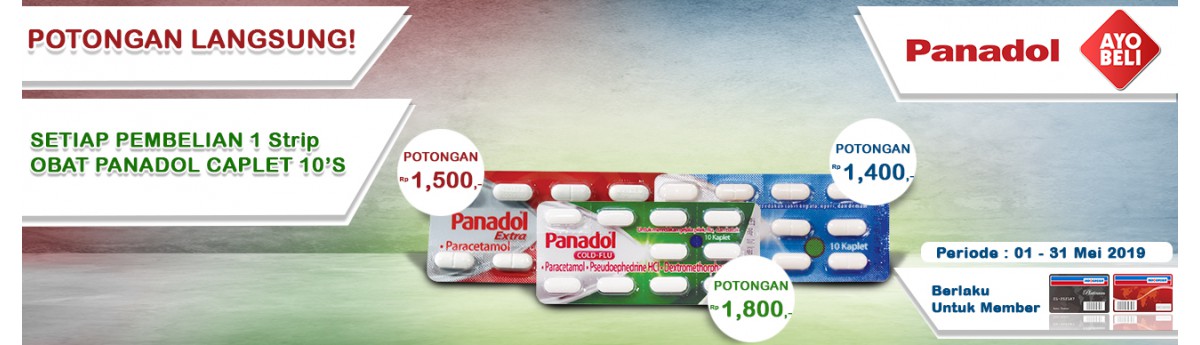 POTONGAN LANGSUNG!
SETIAP PEMBELIAN 1 Strip
OBAT PANADOL CAPLET 10'S
Panadol
AYO
BELI
POTONGAN
Rp 1,500,-
POTONGAN
Rp 1,400,-
Panadol
Extra
• Paracetamol
Panadol
COLD+FLU
• Paracetamol • Pseudoephedrine HCl • Dextromethorph
10 Kaplet
10 Kaplet
POTONGAN
Rp 1,800,-
Periode : 01 - 31 Mei 2019
Berlaku
Untuk Member
Platinum